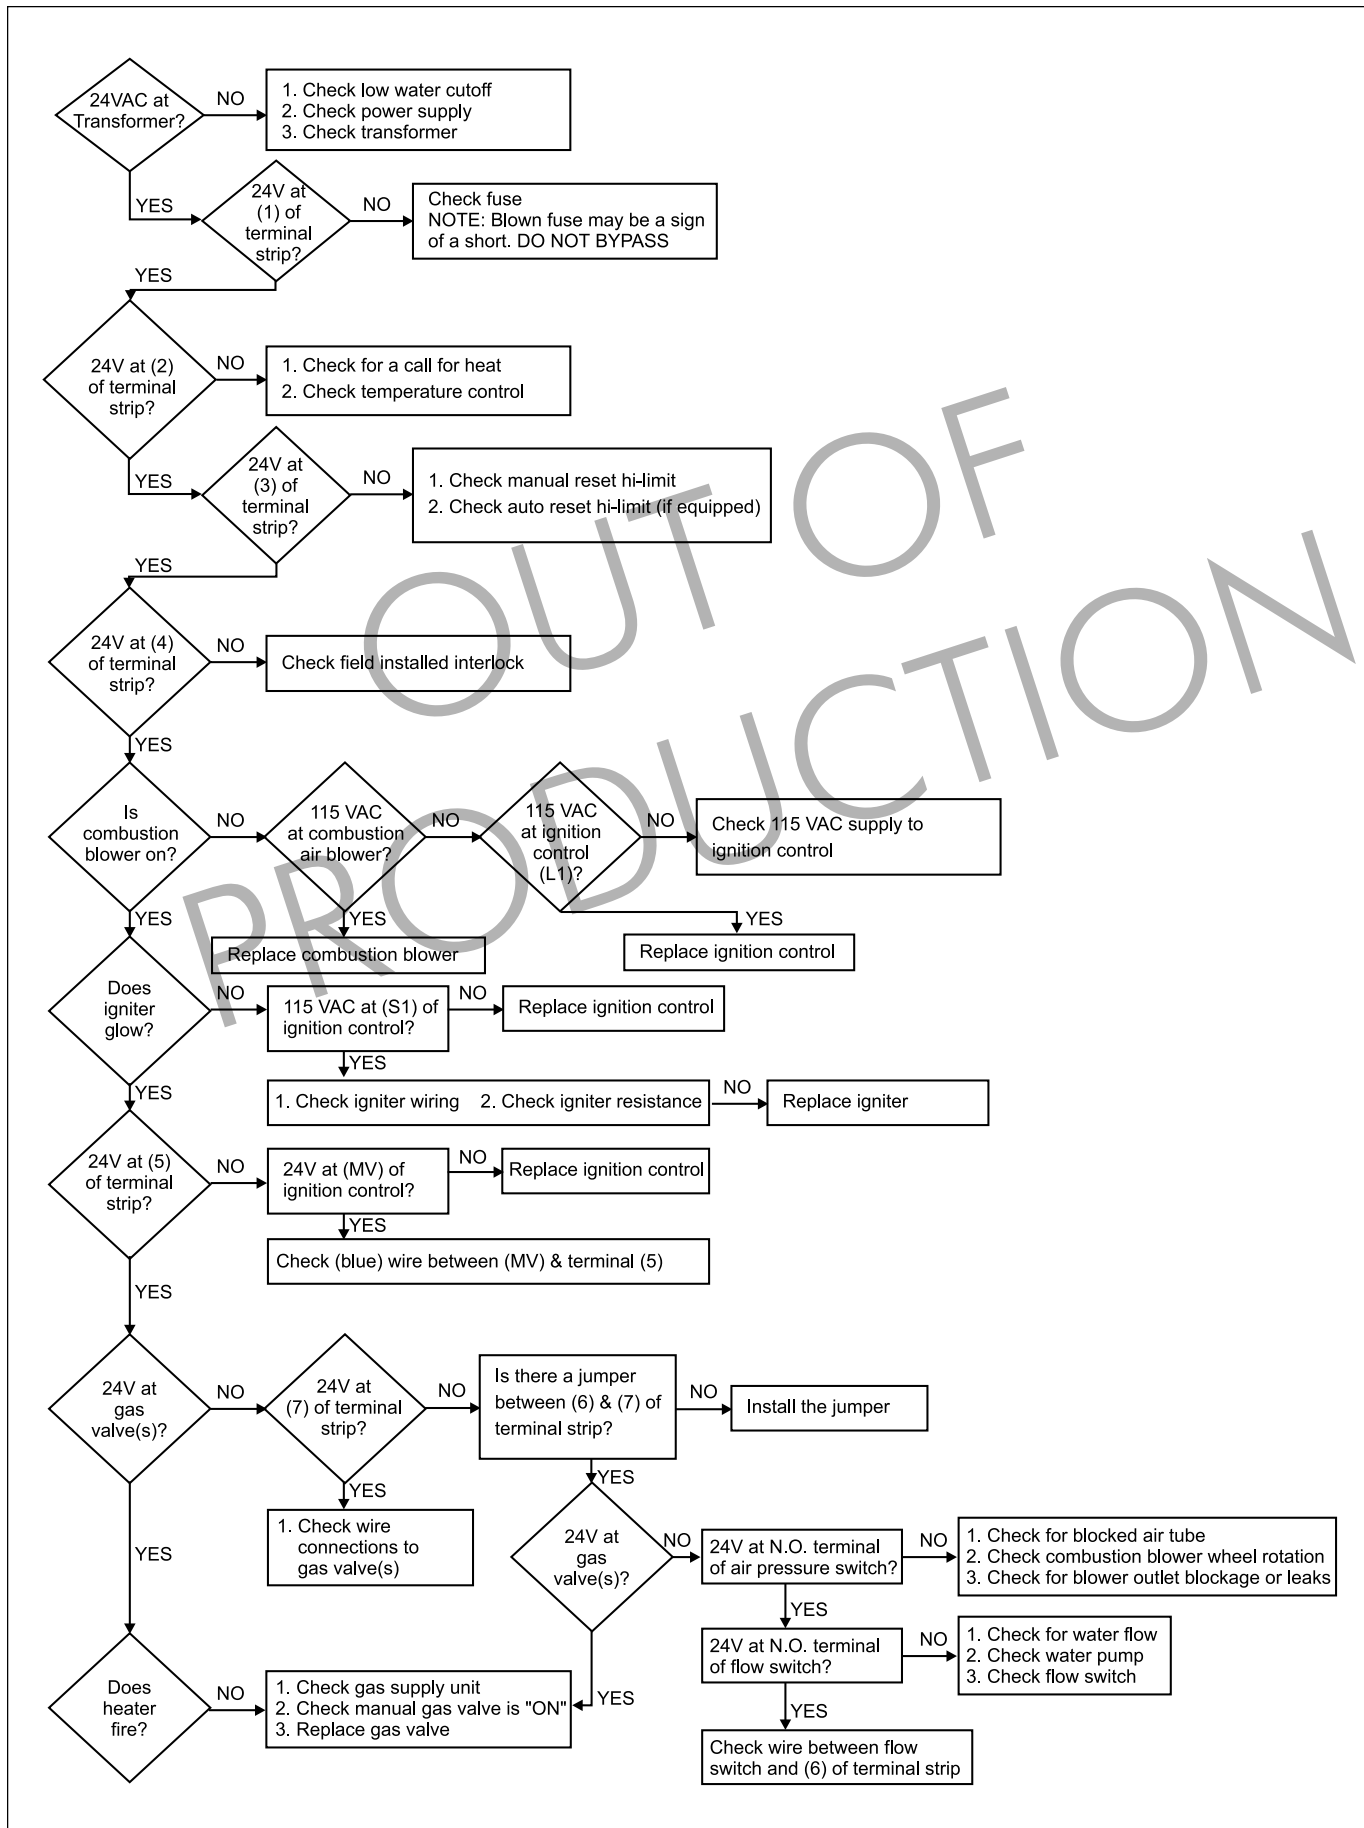 24VAC at
Transformer?
NO
1. Check low water cutoff
2. Check power supply
3. Check transformer
YES
24V at
(1) of
terminal
strip?
NO
Check fuse
NOTE: Blown fuse may be a sign
of a short. DO NOT BYPASS
YES
24V at (2)
of terminal
strip?
NO
1. Check for a call for heat
2. Check temperature control
YES
24V at
(3) of
terminal
strip?
NO
1. Check manual reset hi-limit
2. Check auto reset hi-limit (if equipped)
YES
24V at (4)
of terminal
strip?
NO
Check field installed interlock
OUT OF
PRODUCTION
YES
Is
combustion
blower on?
NO
115 VAC
at combustion
air blower?
NO
115 VAC
at ignition
control
(L1)?
NO
Check 115 VAC supply to
ignition control
YES
YES
YES
Replace combustion blower
Replace ignition control
Does
igniter
glow?
NO
115 VAC at (S1) of
ignition control?
NO
Replace ignition control
YES
YES
1. Check igniter wiring 2. Check igniter resistance
NO
Replace igniter
24V at (5)
of terminal
strip?
NO
24V at (MV) of
ignition control?
NO
Replace ignition control
YES
Check (blue) wire between (MV) & terminal (5)
YES
24V at
gas
valve(s)?
NO
24V at
(7) of terminal
strip?
NO
Is there a jumper
between (6) & (7) of
terminal strip?
NO
Install the jumper
YES
YES
1. Check wire
connections to
gas valve(s)
24V at
gas
valve(s)?
NO
24V at N.O. terminal
of air pressure switch?
NO
1. Check for blocked air tube
2. Check combustion blower wheel rotation
3. Check for blower outlet blockage or leaks
YES
YES
24V at N.O. terminal
of flow switch?
NO
1. Check for water flow
2. Check water pump
3. Check flow switch
Does
heater
fire?
NO
1. Check gas supply unit
2. Check manual gas valve is "ON"
3. Replace gas valve
YES
YES
Check wire between flow
switch and (6) of terminal strip